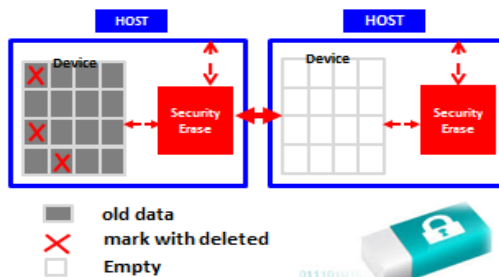 HOST
HOST
Device
Device
Security
Erase
Security
Erase
old data
mark with deleted
Empty